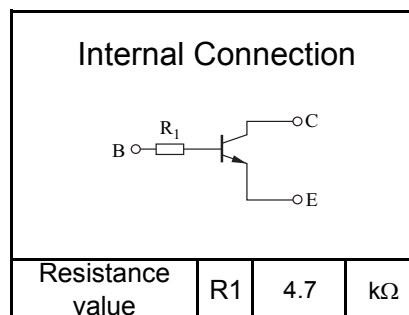 Internal Connection
R1
C
B
E
Resistance
value
R1
4.7
kΩ